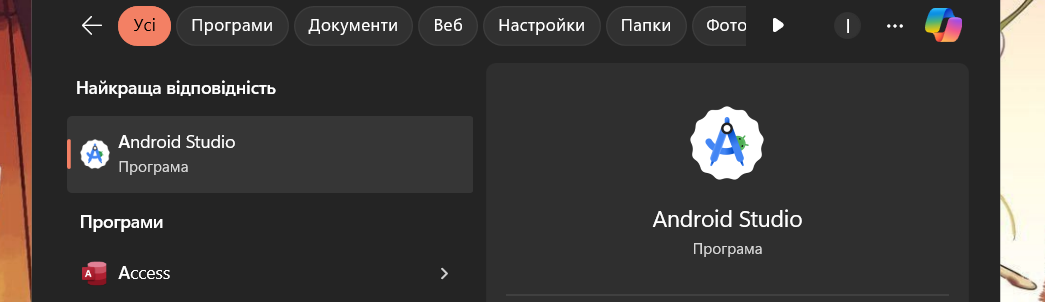 Усі Програми Документи Веб Настройки Папки Фото І
Найкраща відповідність
Android Studio
Програма
Програми
A Access
Android Studio
Програма